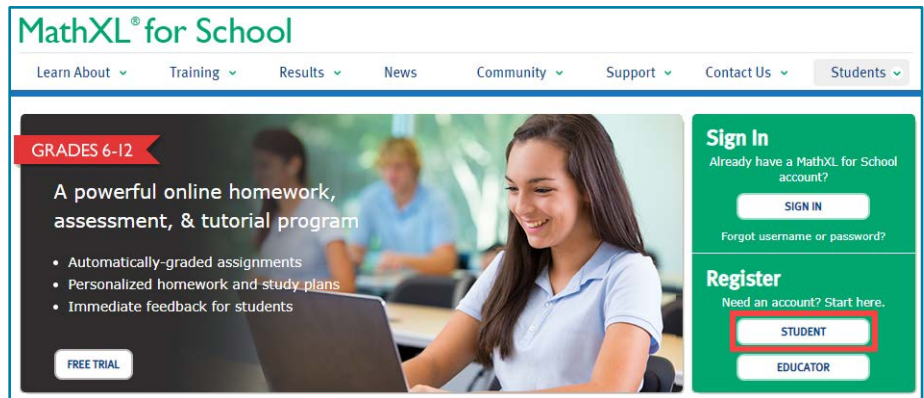 MathXL® for School
Learn About Training Results News Community Support Contact Us Students
GRADES 6-12
A powerful online homework,
assessment, & tutorial program
• Automatically-graded assignments
• Personalized homework and study plans
• Immediate feedback for students
FREE TRIAL
Sign In
Already have a MathXL for School
account?
SIGN IN
Forgot username or password?
Register
Need an account? Start here.
STUDENT
EDUCATOR